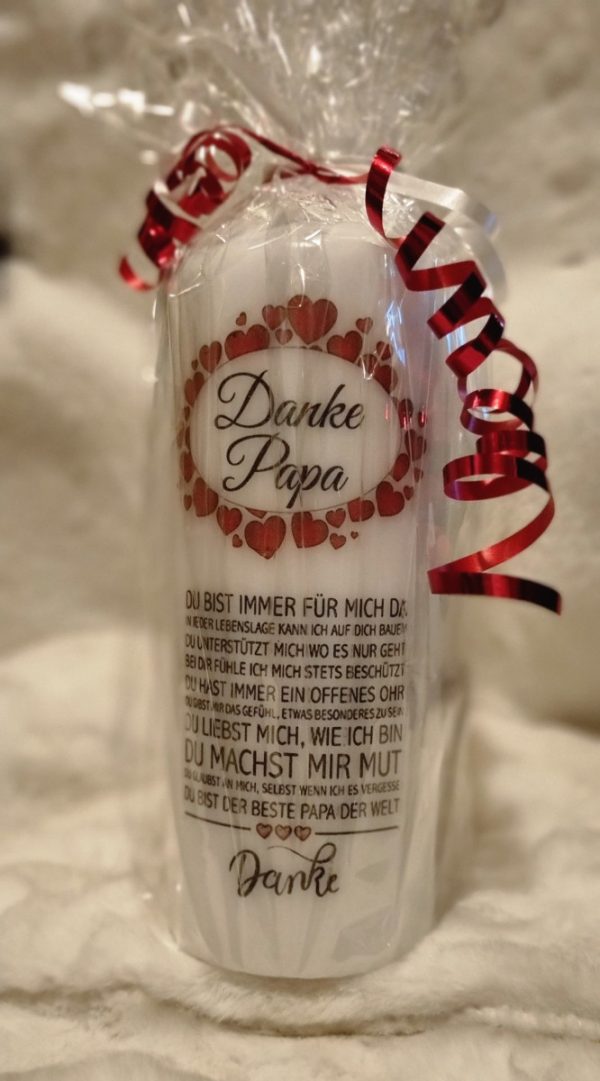 Danke
Papa
DU BIST IMMER FÜR MICH DA,
IN JEDER LEBENSLAGE KANN ICH AUF DICH BAUEN
DU UNTERSTÜTZT MICH WO ES NUR GEHT
BEI DIR FÜHLE ICH MICH STETS BESCHÜTZT
DU HAST IMMER EIN OFFENES OHR
DU GIBST MIR DAS GEFÜHL, ETWAS BESONDERES ZU SEIN
DU LIEBST MICH, WIE ICH BIN
DU MACHST MIR MUT
DU GLAUBST AN MICH, SELBST WENN ICH ES VERGESSE
DU BIST DER BESTE PAPA DER WELT
Danke